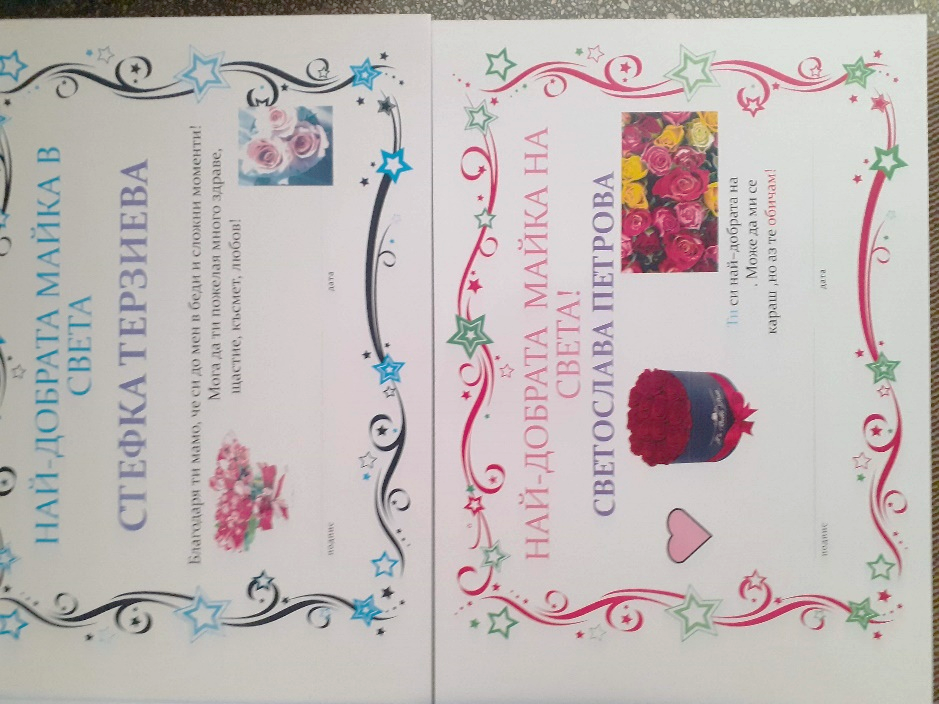 НАЙ-ДОБРАТА МАЙКА В
СВЕТА
СТЕФКА ТЕРЗИЕВА
Благодаря ти мамо, че си до мен в беди и сложни моменти!
Мога да ти пожелая много здраве,
щастие, късмет, любов!
подпис
дата
НАЙ-ДОБРАТА МАЙКА НА
СВЕТА!
СВЕТОСЛАВА ПЕТРОВА
Ти си най-добрата на
. Може да ми се
караш ,но аз те обичам!
подпис
дата